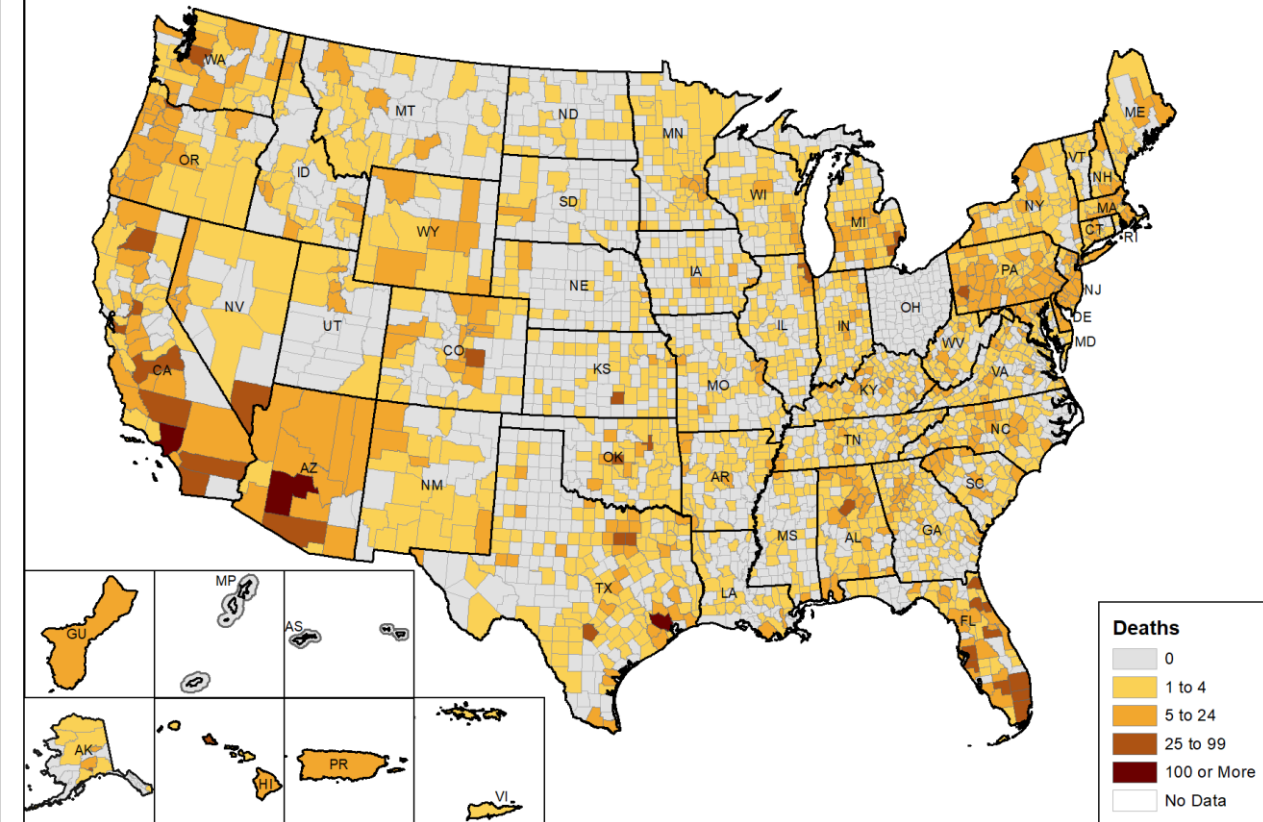 WA
MT
ND
MN
ME
OR
ID
SD
WI
MI
VT
NH
NY
MA
CT
RI
WY
NE
IA
PA
NJ
NV
UT
CO
KS
MO
IL
IN
OH
WV
DE
MD
VA
CA
KY
AZ
NM
OK
AR
TN
NC
SC
TX
LA
MS
AL
GA
FL
GU
MP
AS
AK
HI
PR
VI
Deaths
0
1 to 4
5 to 24
25 to 99
100 or More
No Data